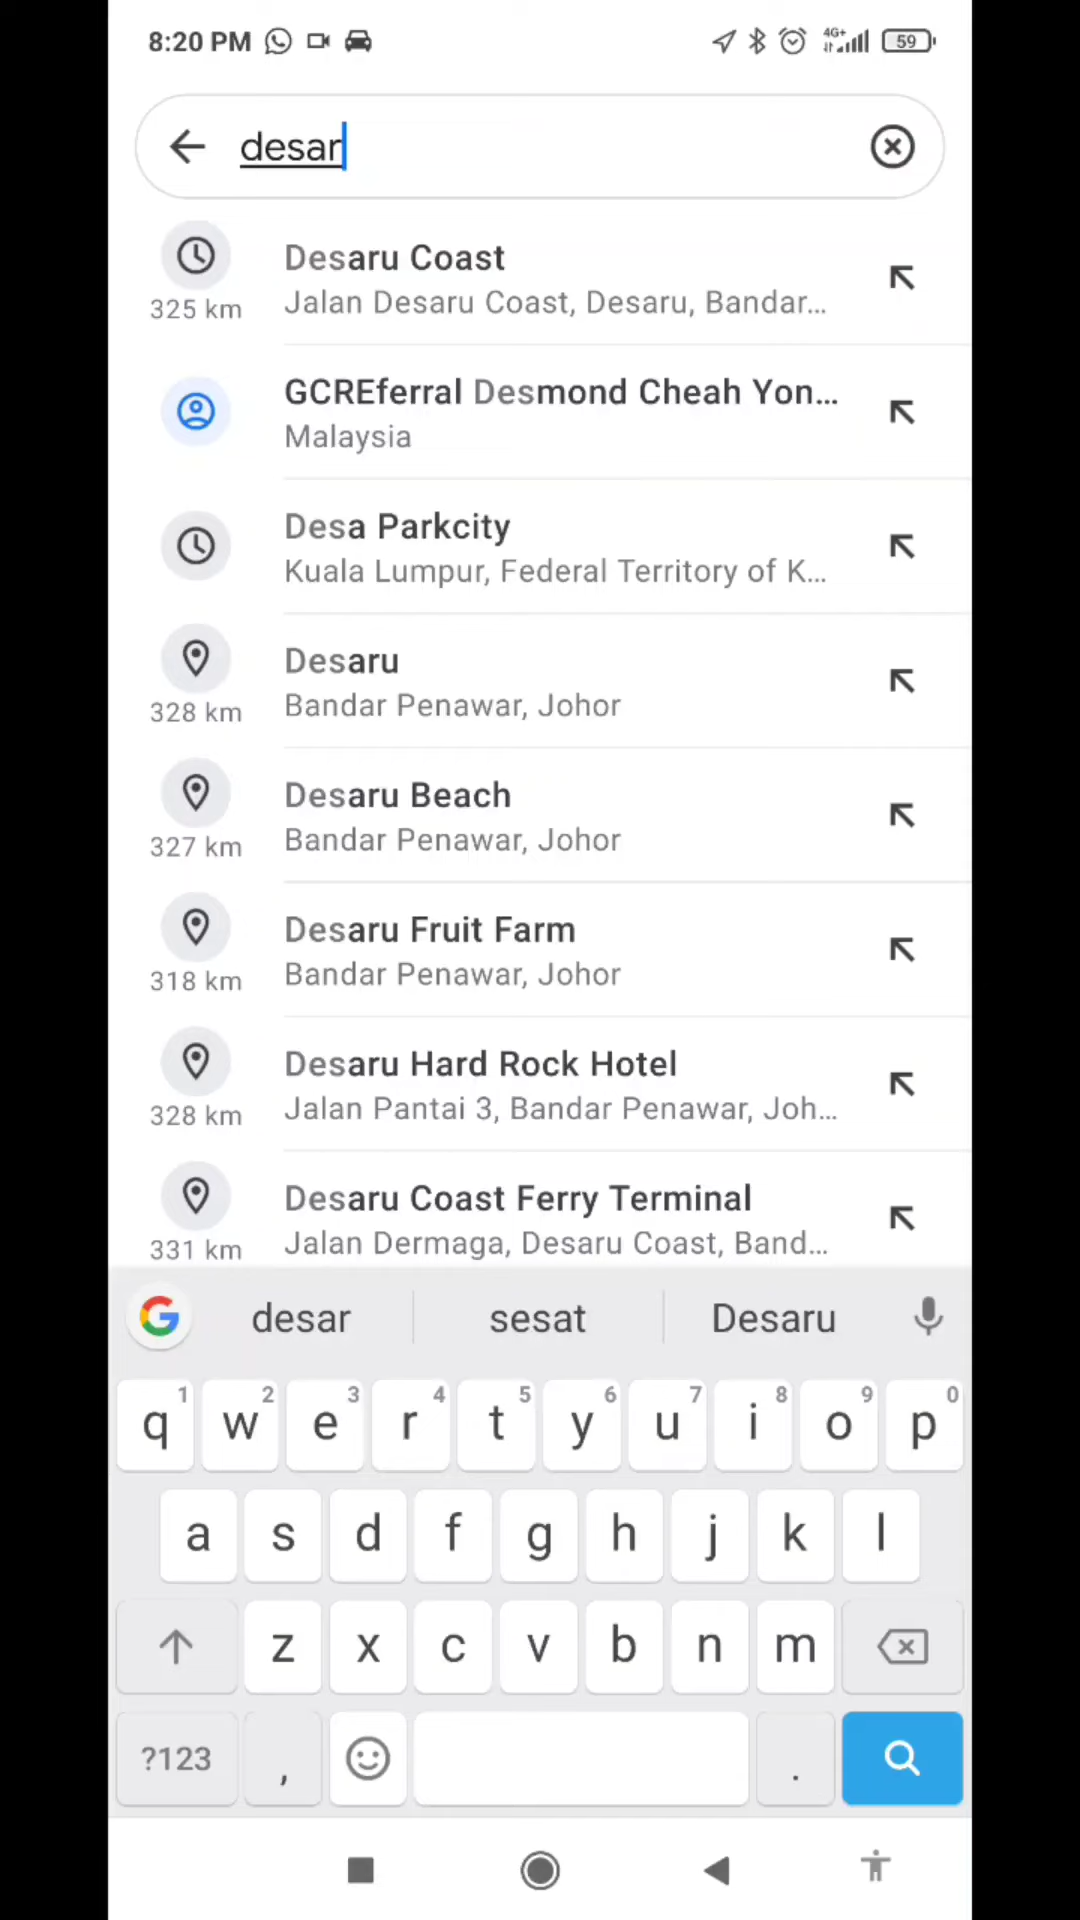 8:20 PM
4G+
59
desar
Desaru Coast
325 km
Jalan Desaru Coast, Desaru, Bandar...
GCREferral Desmond Cheah Yon...
Malaysia
Desa Parkcity
Kuala Lumpur, Federal Territory of K...
Desaru
328 km
Bandar Penawar, Johor
Desaru Beach
327 km
Bandar Penawar, Johor
Desaru Fruit Farm
318 km
Bandar Penawar, Johor
Desaru Hard Rock Hotel
328 km
Jalan Pantai 3, Bandar Penawar, Joh...
Desaru Coast Ferry Terminal
331 km
Jalan Dermaga, Desaru Coast, Band...
G desar sesat Desaru
1 2 3 4 5 6 7 8 9 0
q w e r t y u i o p
a s d f g h j k l
z x c v b n m
?123 , .